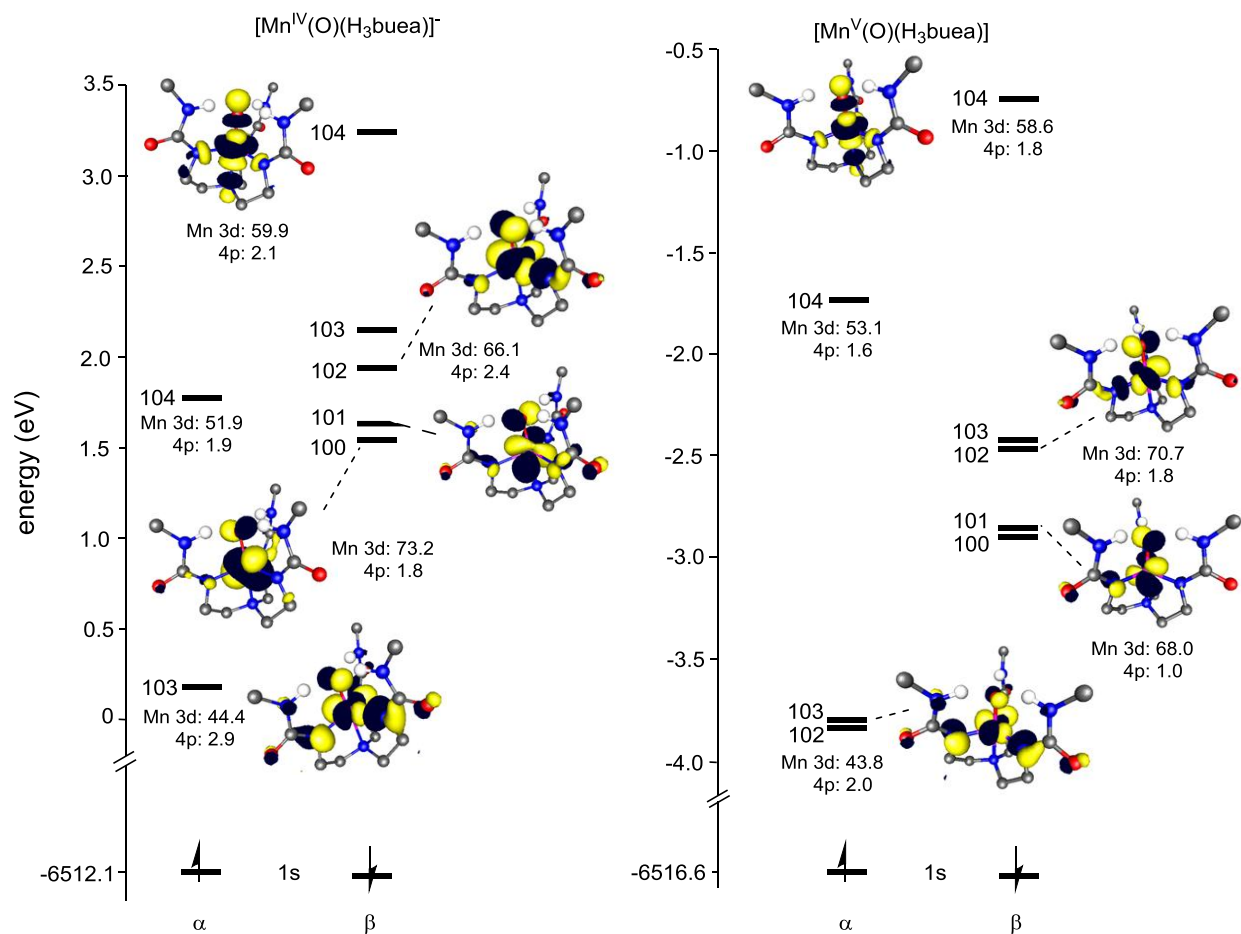 [Mn^IV(O)(H₃buea)]⁻
3.5
104
3.0
Mn 3d: 59.9
4p: 2.1
2.5
103
2.0
Mn 3d: 66.1
4p: 2.4
102
104
Mn 3d: 51.9
4p: 1.9
101
1.5
100
energy (eV)
1.0
Mn 3d: 73.2
4p: 1.8
0.5
103
Mn 3d: 44.4
4p: 2.9
0
-6512.1
1s
α
β
[Mn^V(O)(H₃buea)]
-0.5
104
Mn 3d: 58.6
4p: 1.8
-1.0
-1.5
104
Mn 3d: 53.1
4p: 1.6
-2.0
103
102
Mn 3d: 70.7
4p: 1.8
-2.5
101
100
-3.0
Mn 3d: 68.0
4p: 1.0
-3.5
103
102
Mn 3d: 43.8
4p: 2.0
-4.0
-6516.6
1s
α
β